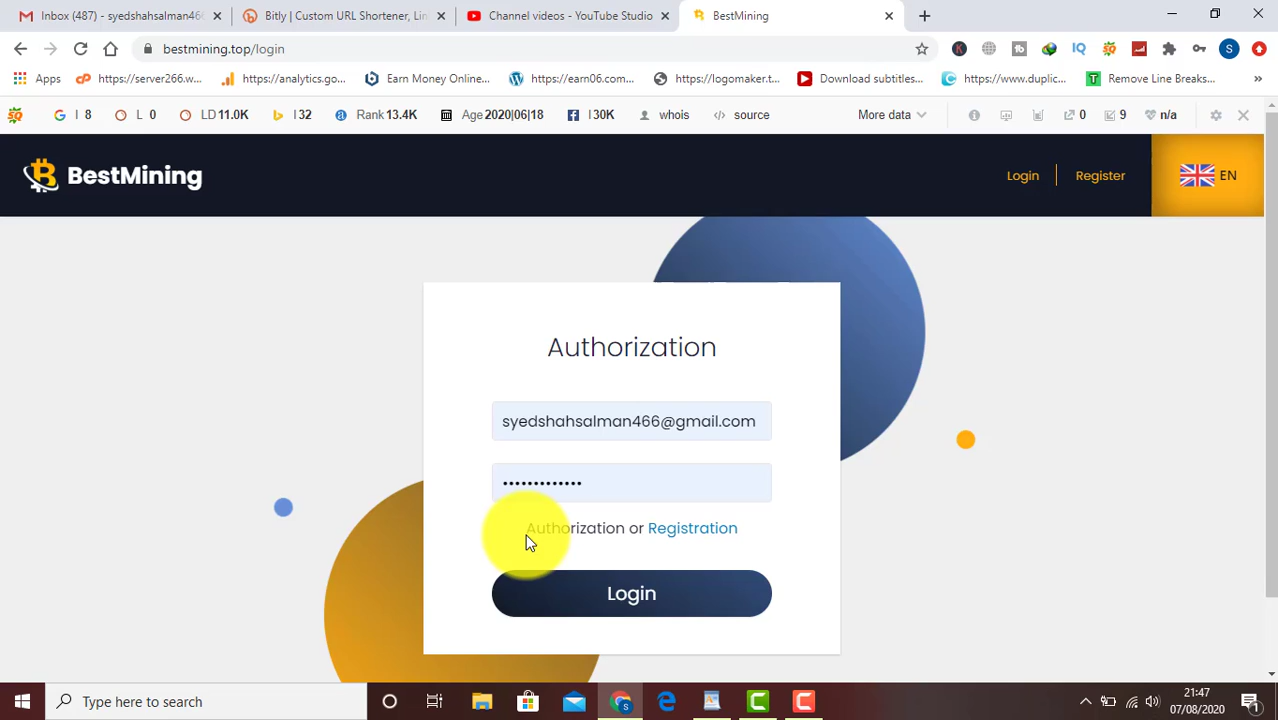 Inbox (487) - syedshahsalman466
Bitly | Custom URL Shortener, Lin
Channel videos - YouTube Studio
BestMining
bestmining.top/login
Apps
https://server266.w...
https://analytics.go...
Earn Money Online...
https://earn06.com...
https://logomaker.t...
Download subtitles...
https://www.duplic...
Remove Line Breaks...
I 8
L 0
LD 11.0K
I 32
Rank 13.4K
Age 2020|06|18
I 30K
whois
source
More data
0
9
n/a
BestMining
Login
Register
EN
Authorization
syedshahsalman466@gmail.com
Authorization or Registration
Login
Type here to search
21:47
07/08/2020